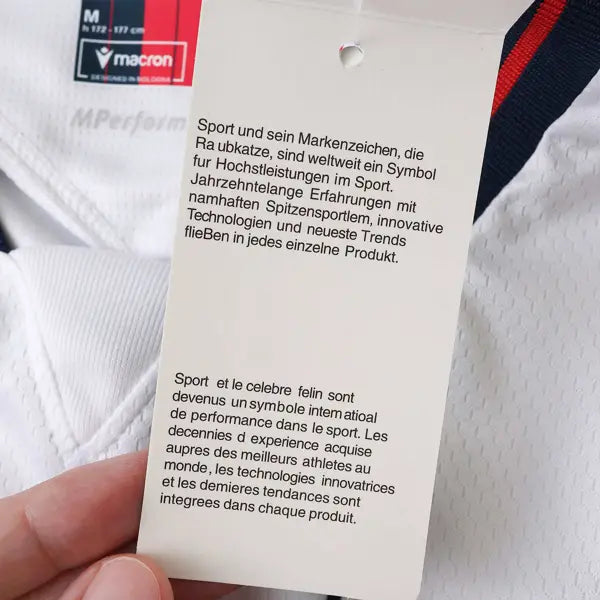 M
h 172 - 177 cm
macron
DESIGNED IN BOLOGNA
MPerform
Sport und sein Markenzeichen, die
Ra ubkatze, sind weltweit ein Symbol
fur Hochstleistungen im Sport.
Jahrzehntelange Erfahrungen mit
namhaften Spitzensportlem, innovative
Technologien und neueste Trends
flieBen in jedes einzelne Produkt.
Sport et le celebre felin sont
devenus un symbole intem atioal
de performance dans le sport. Les
decennies d experience acquise
aupres des meilleurs athletes au
monde, les technologies innovatrices
et les demieres tendances sont
integrees dans chaque produit.